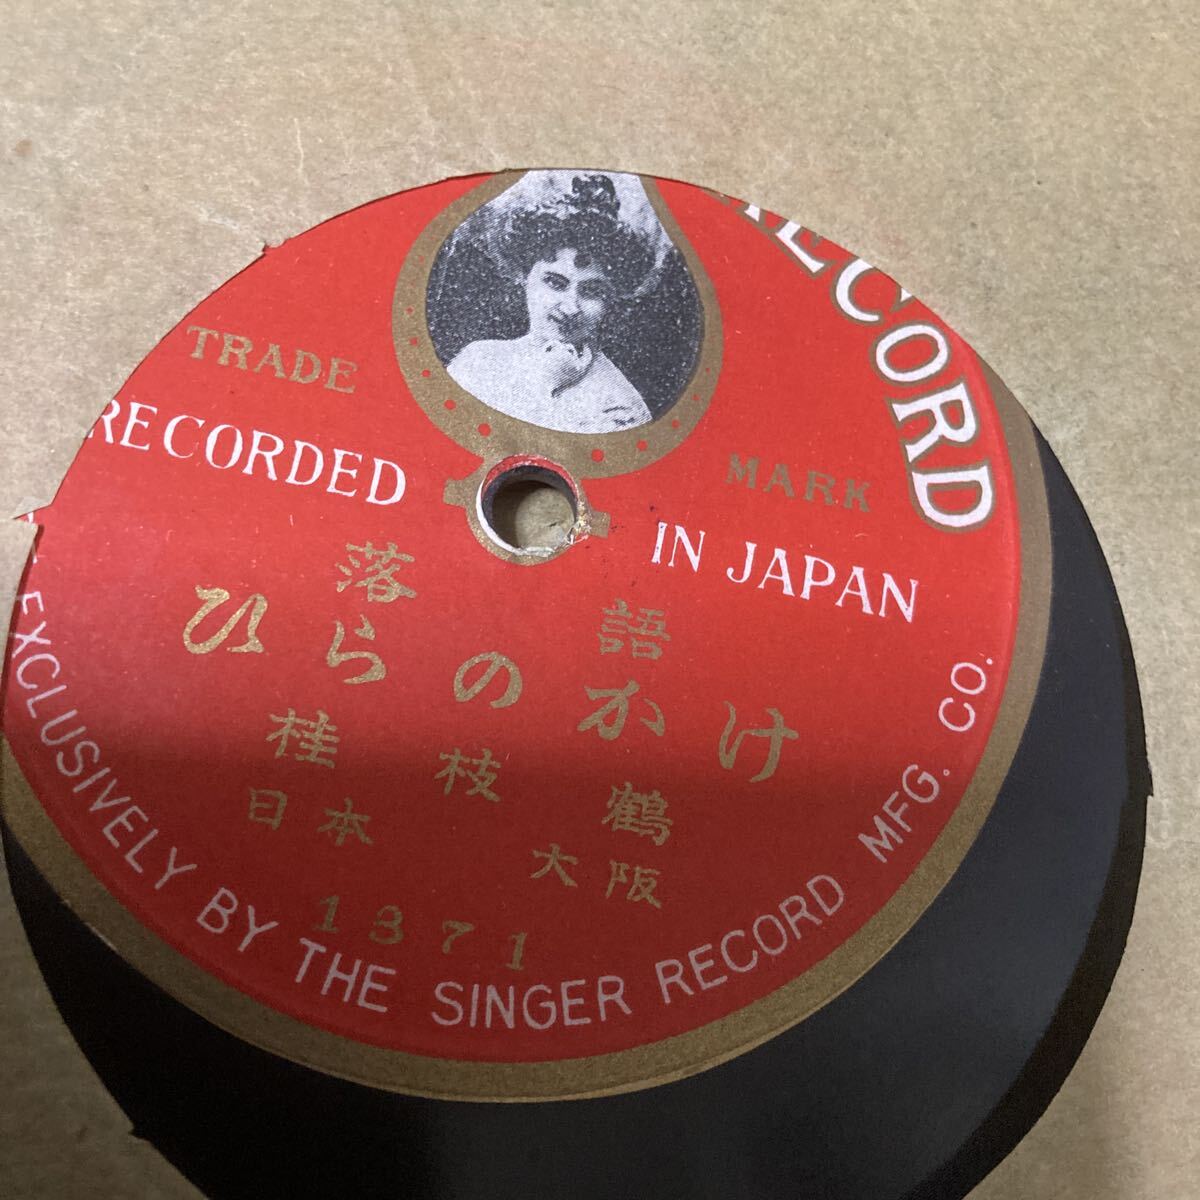 RECORD
TRADE MARK
RECORDED IN JAPAN
落語
ひらのかけ
桂枝鶴
日本 大阪
1371
EXCLUSIVELY BY THE SINGER RECORD MFG. CO.